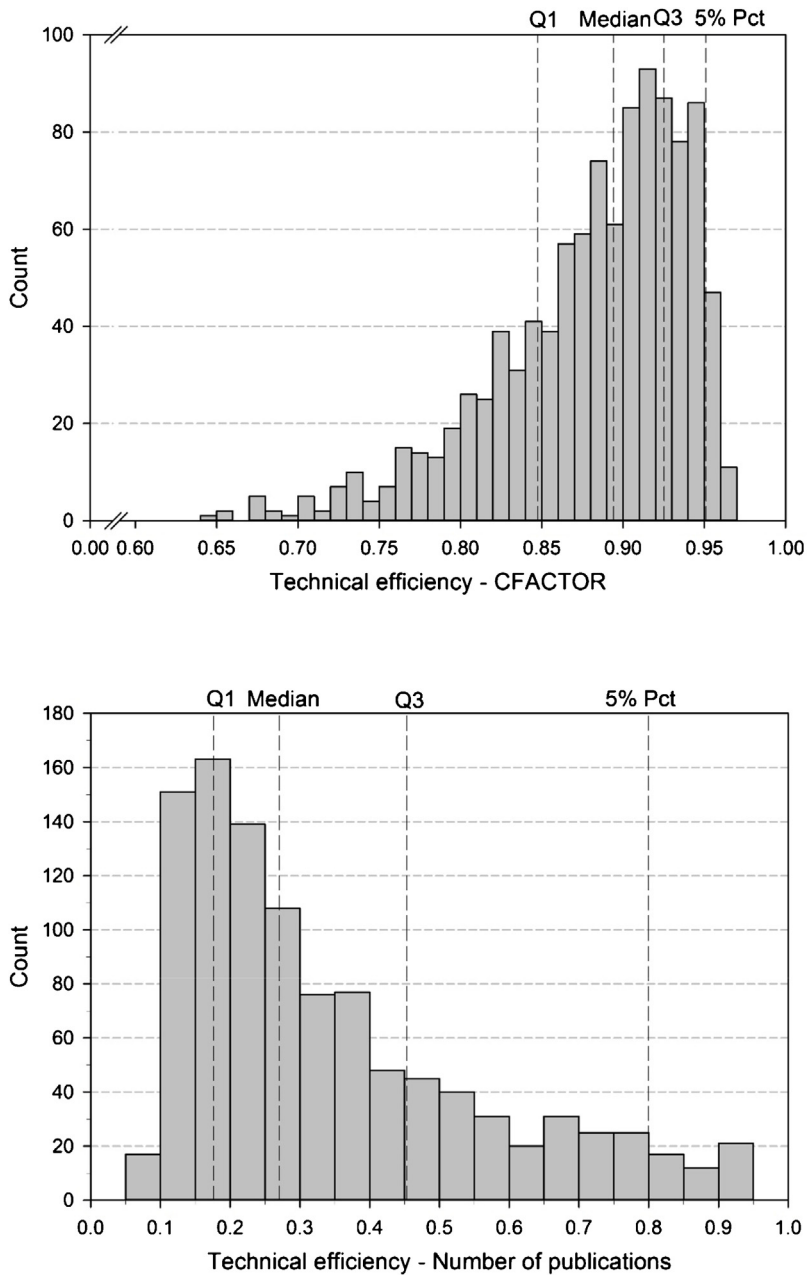 Q1 Median Q3 5% Pct
100
80
60
40
20
0
Count
0.00 0.60 0.65 0.70 0.75 0.80 0.85 0.90 0.95 1.00
Technical efficiency - CFACTOR
Q1 Median Q3 5% Pct
180
160
140
120
100
80
60
40
20
0
Count
0.0 0.1 0.2 0.3 0.4 0.5 0.6 0.7 0.8 0.9 1.0
Technical efficiency - Number of publications